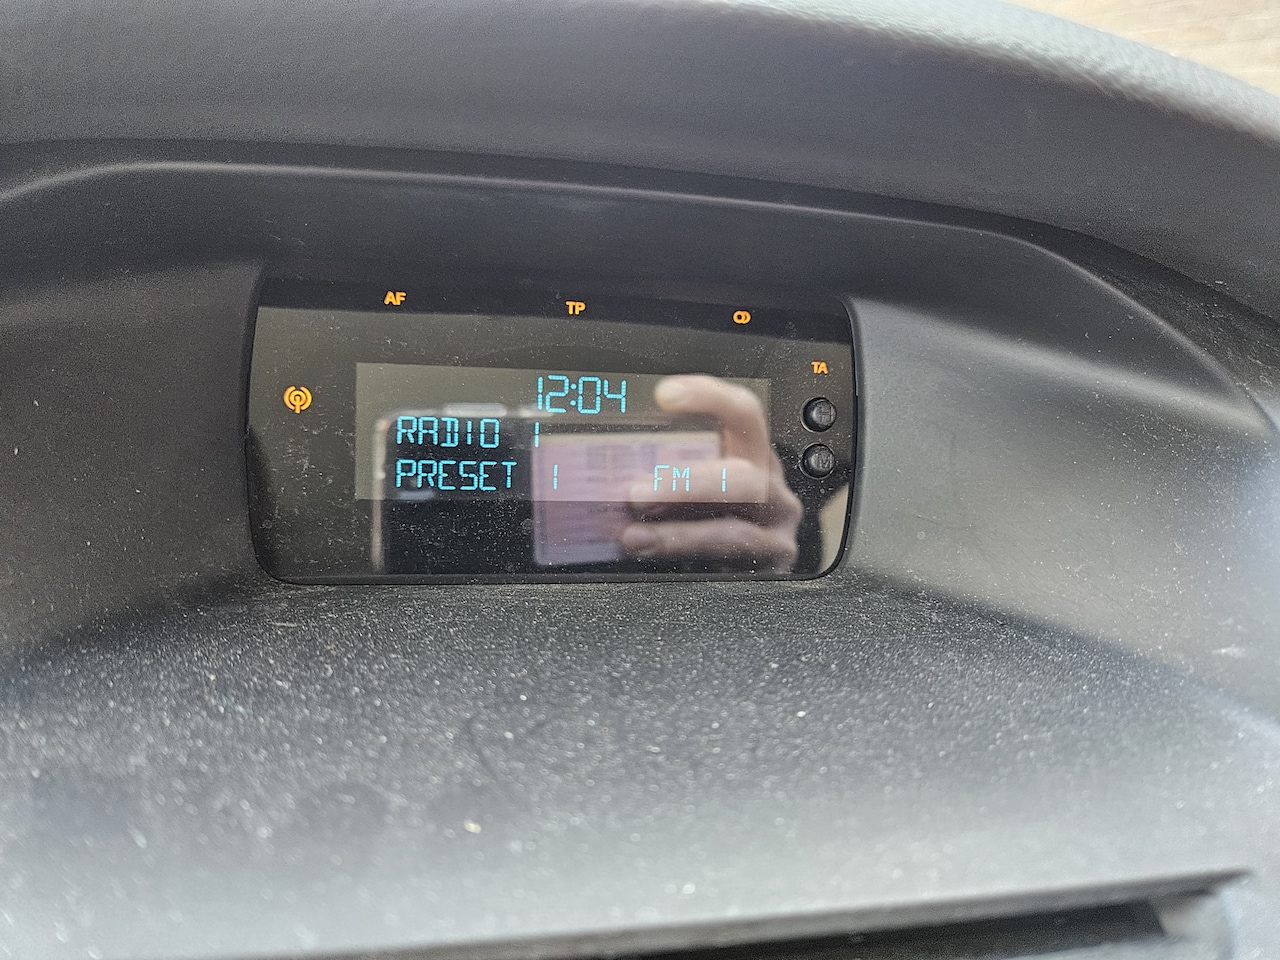 AF TP
TA
12:04
RADIO 1
PRESET 1 FM 1
H
M